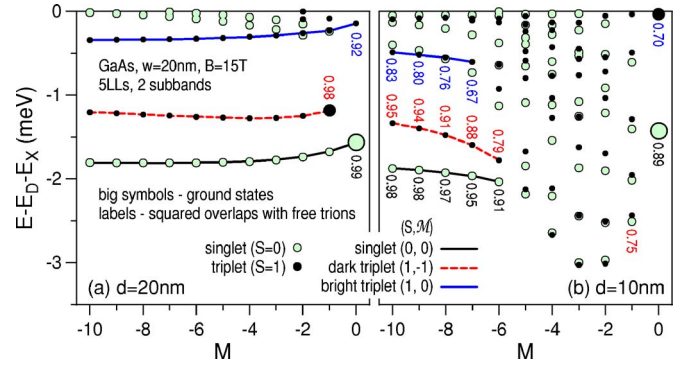 E-E_D-E_X (meV)
0
-1
-2
-3
GaAs, w=20nm, B=15T
5LLs, 2 subbands
0.92
0.98
0.99
big symbols - ground states
labels - squared overlaps with free trions
singlet (S=0)
triplet (S=1)
(a) d=20nm
-10 -8 -6 -4 -2 0
M
0.83 0.80 0.76 0.67
0.95 0.94 0.91 0.88 0.79
0.98 0.98 0.97 0.95 0.91
0.70
0.89
0.75
(S,ℳ)
singlet (0, 0)
dark triplet (1,-1)
bright triplet (1, 0)
(b) d=10nm
-10 -8 -6 -4 -2 0
M